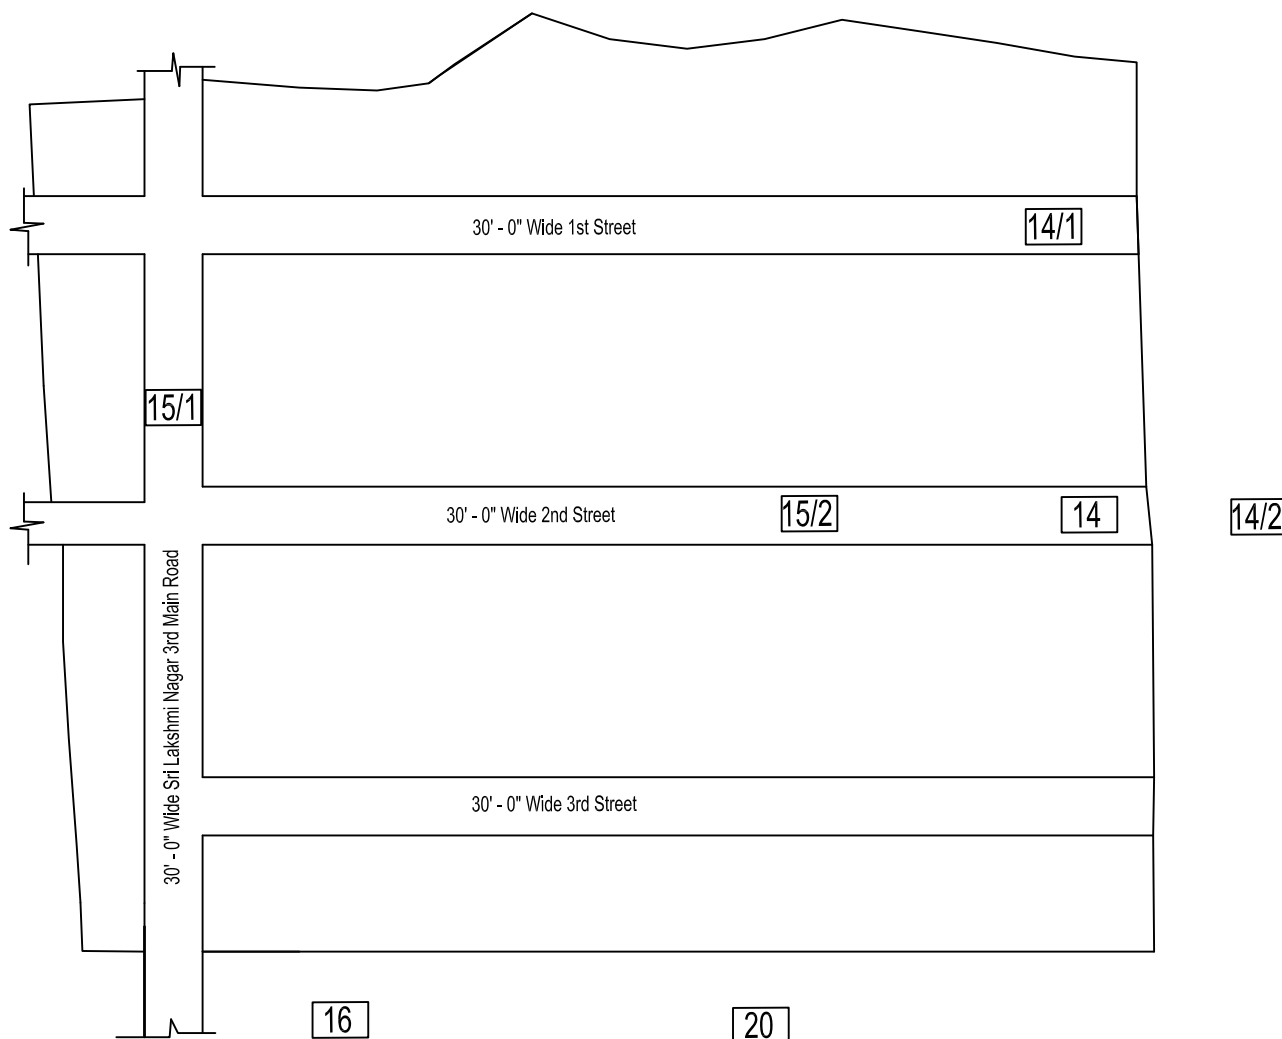 30' - 0" Wide 1st Street
14/1
15/1
30' - 0" Wide 2nd Street
15/2
14
14/2
30' - 0" Wide Sri Lakshmi Nagar 3rd Main Road
30' - 0" Wide 3rd Street
16
20